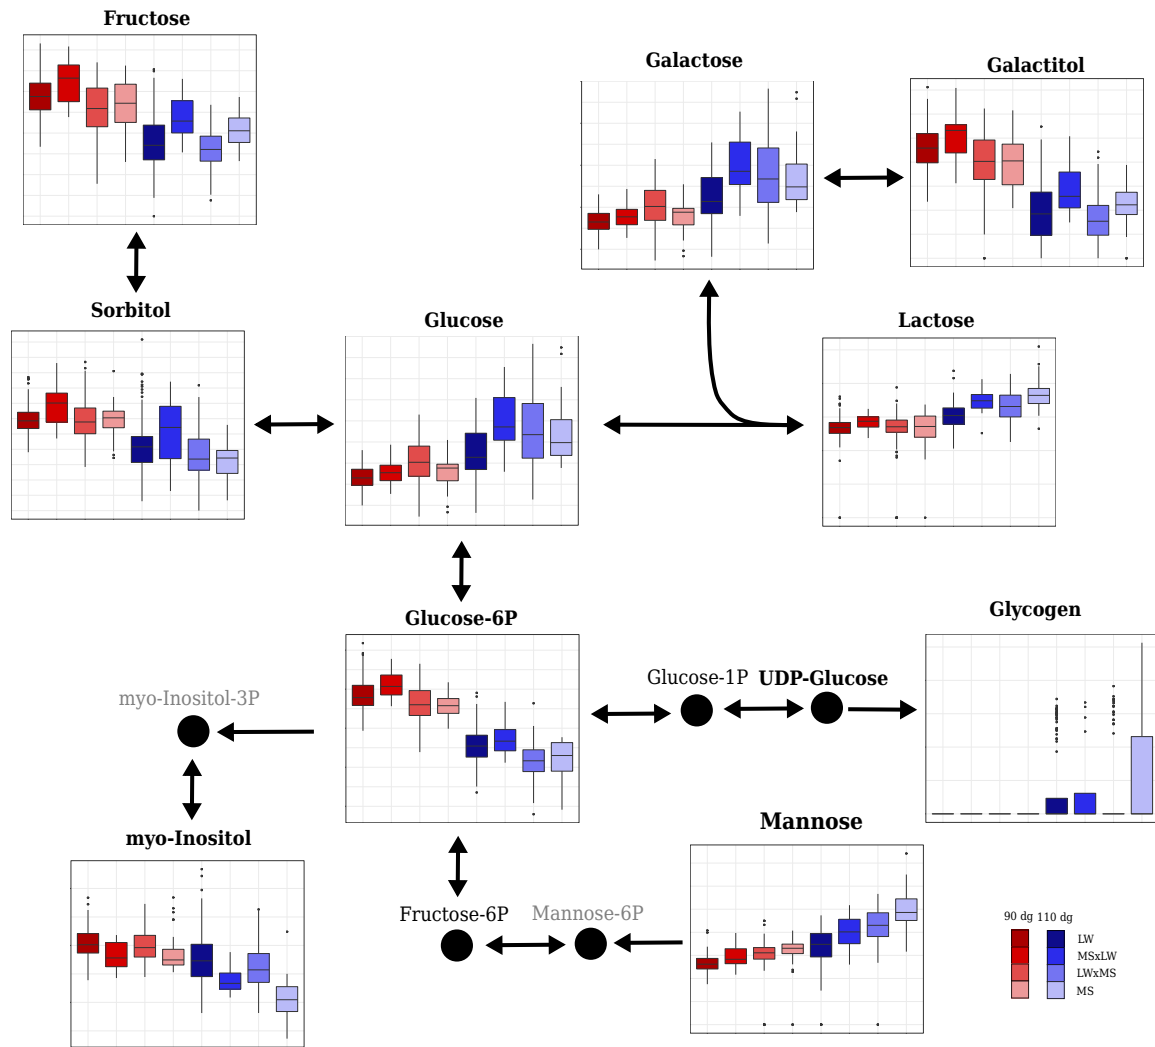 Fructose
Galactose
Galactitol
Sorbitol
Glucose
Lactose
Glucose-6P
Glycogen
Glucose-1P
UDP-Glucose
myo-Inositol-3P
myo-Inositol
Mannose
Fructose-6P
Mannose-6P
90 dg 110 dg
LW
MSxLW
LWxMS
MS